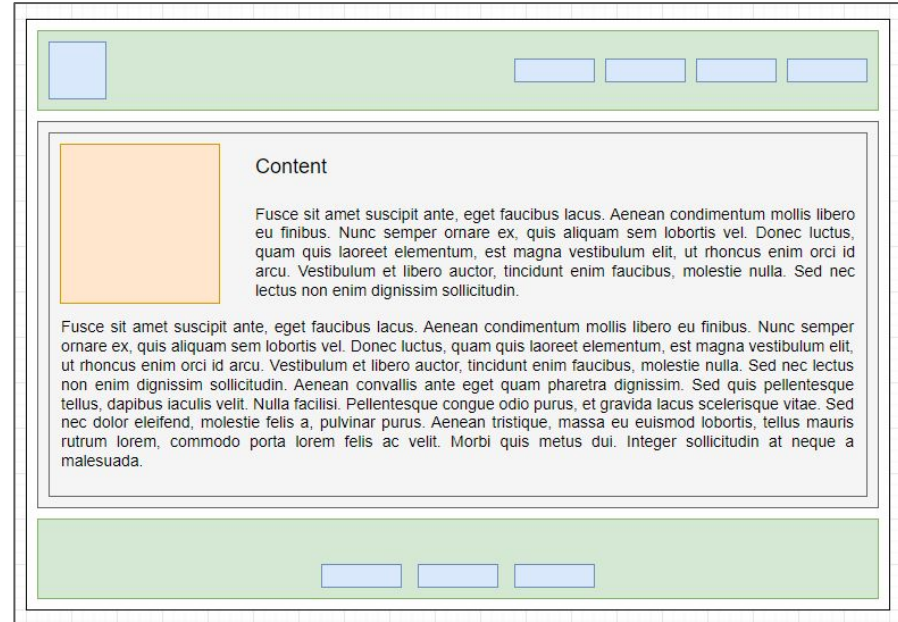 Content
Fusce sit amet suscipit ante, eget faucibus lacus. Aenean condimentum mollis libero
eu finibus. Nunc semper ornare ex, quis aliquam sem lobortis vel. Donec luctus,
quam quis laoreet elementum, est magna vestibulum elit, ut rhoncus enim orci id
arcu. Vestibulum et libero auctor, tincidunt enim faucibus, molestie nulla. Sed nec
lectus non enim dignissim sollicitudin.
Fusce sit amet suscipit ante, eget faucibus lacus. Aenean condimentum mollis libero eu finibus. Nunc semper
ornare ex, quis aliquam sem lobortis vel. Donec luctus, quam quis laoreet elementum, est magna vestibulum elit,
ut rhoncus enim orci id arcu. Vestibulum et libero auctor, tincidunt enim faucibus, molestie nulla. Sed nec lectus
non enim dignissim sollicitudin. Aenean convallis ante eget quam pharetra dignissim. Sed quis pellentesque
tellus, dapibus iaculis velit. Nulla facilisi. Pellentesque congue odio purus, et gravida lacus scelerisque vitae. Sed
nec dolor eleifend, molestie felis a, pulvinar purus. Aenean tristique, massa eu euismod lobortis, tellus mauris
rutrum lorem, commodo porta lorem felis ac velit. Morbi quis metus dui. Integer sollicitudin at neque a
malesuada.